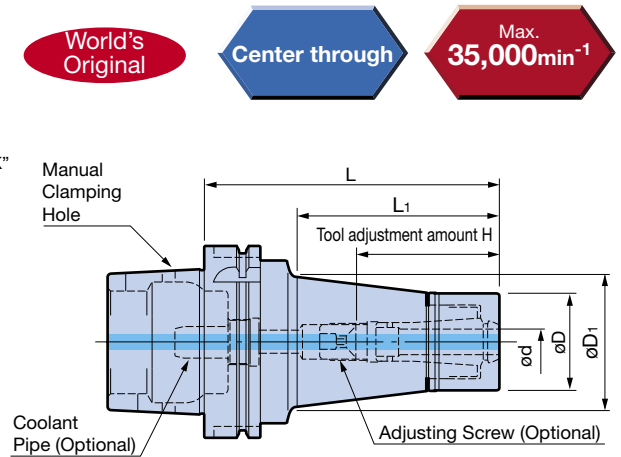 World's
Original
Center through
Max.
35,000min-1
Manual
Clamping
Hole
L
L1
Tool adjustment amount H
ød
øD
øD1
Coolant
Pipe (Optional)
Adjusting Screw (Optional)